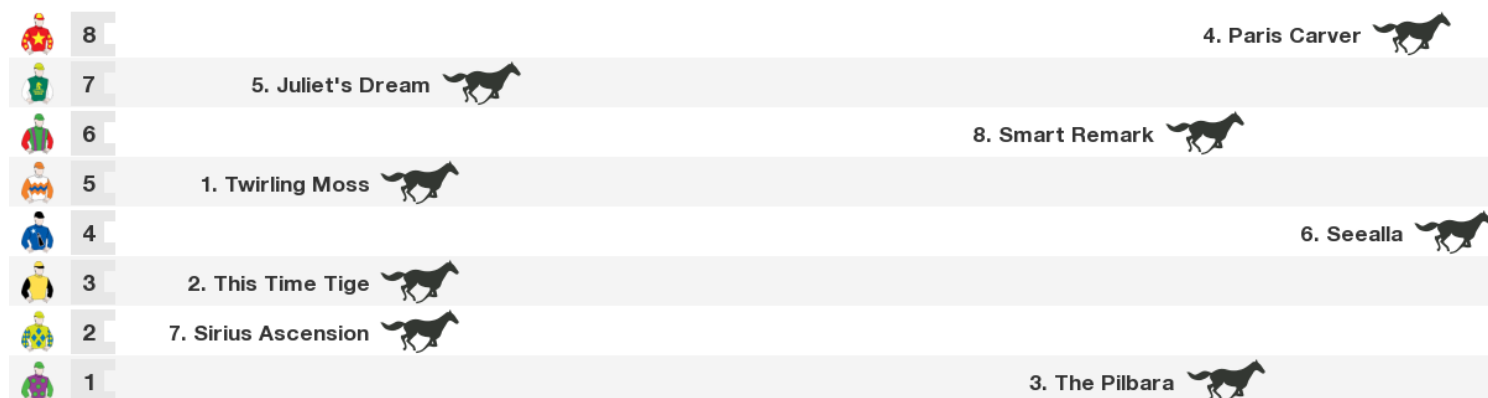 8 4. Paris Carver
7 5. Juliet's Dream
6 8. Smart Remark
5 1. Twirling Moss
4 6. Seealla
3 2. This Time Tige
2 7. Sirius Ascension
1 3. The Pilbara